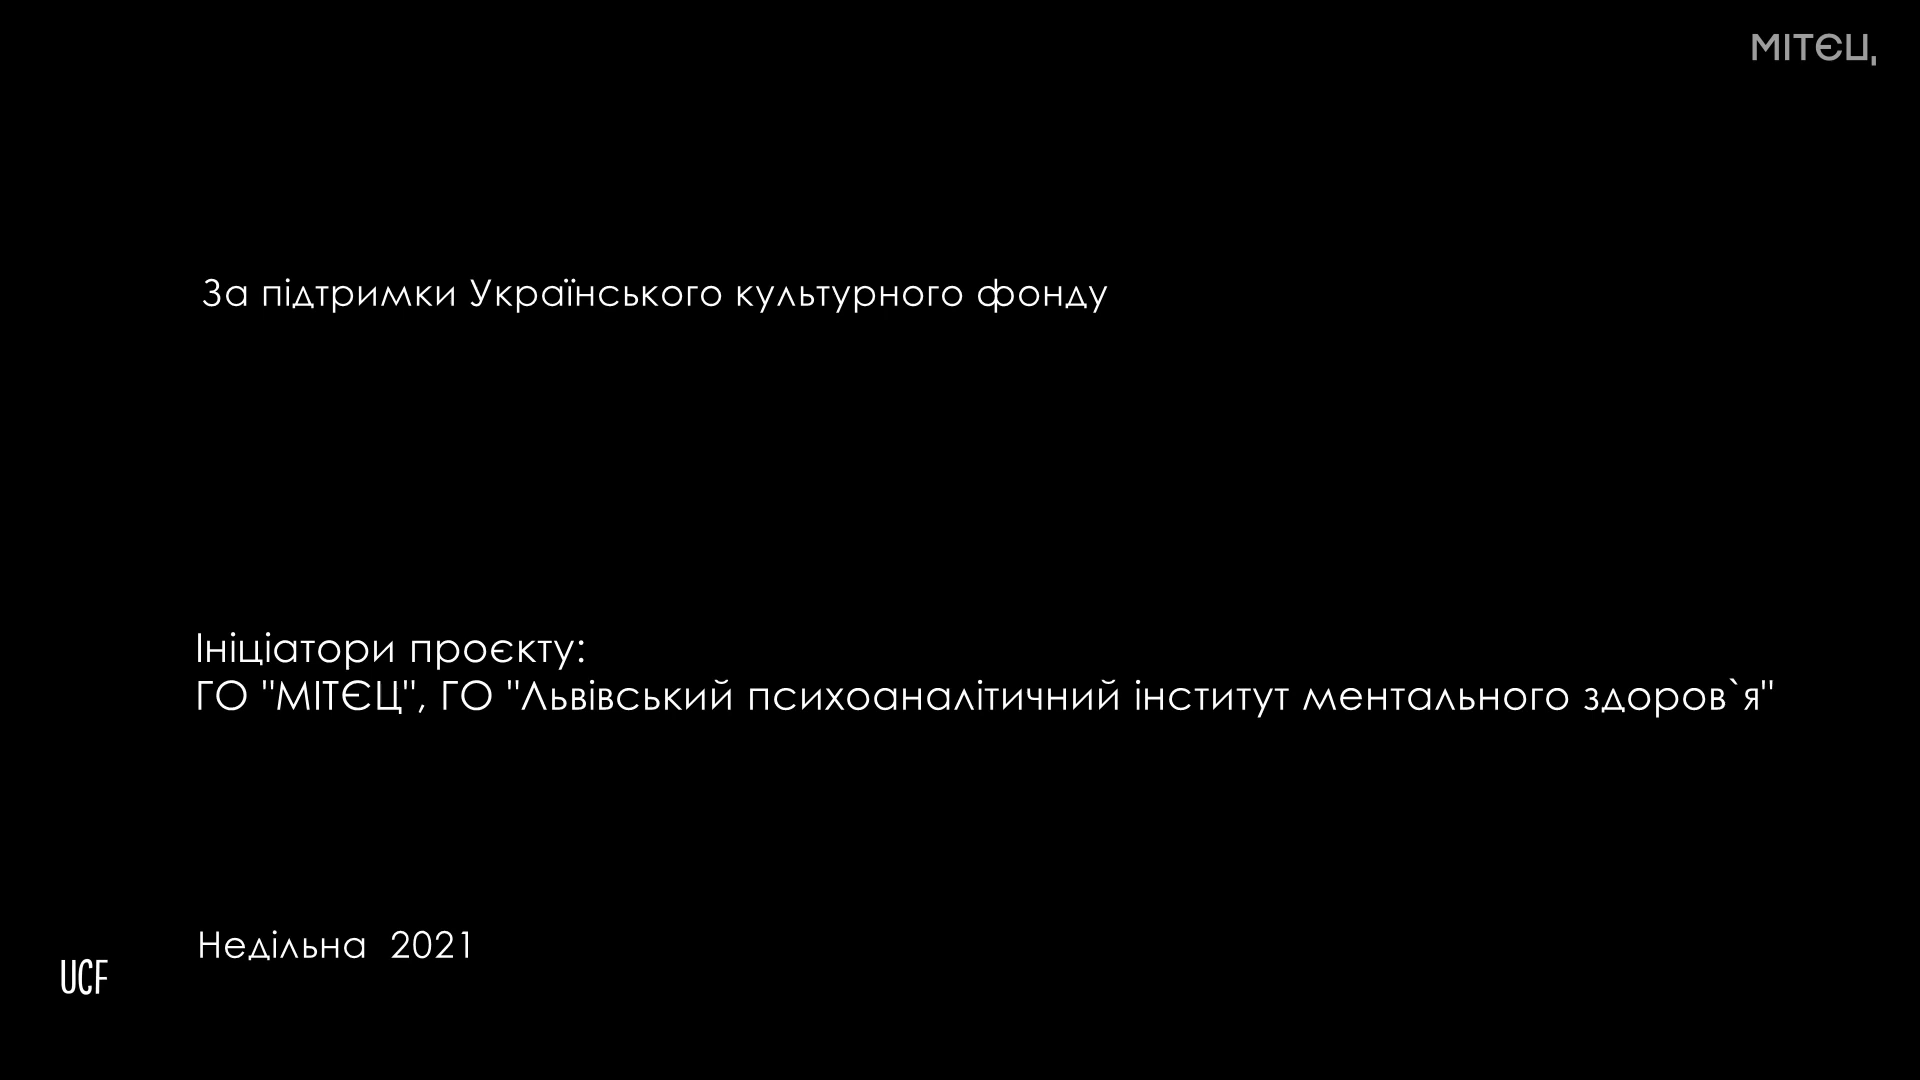 МІТЄЦ
За підтримки Українського культурного фонду
Ініціатори проєкту:
ГО "МІТЄЦ", ГО "Львівський психоаналітичний інститут ментального здоров`я"
Недільна 2021
UCF